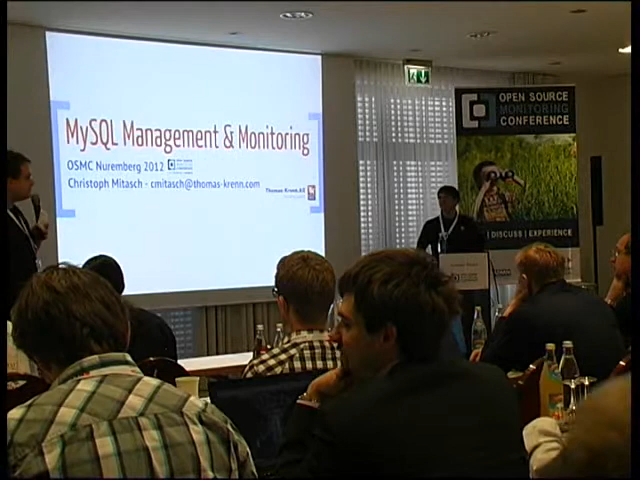 MySQL Management & Monitoring
OSMC Nuremberg 2012
Christoph Mitasch - cmitasch@thomas-krenn.com
Thomas Krenn.AG
OPEN SOURCE
MONITORING
CONFERENCE
| DISCUSS | EXPERIENCE